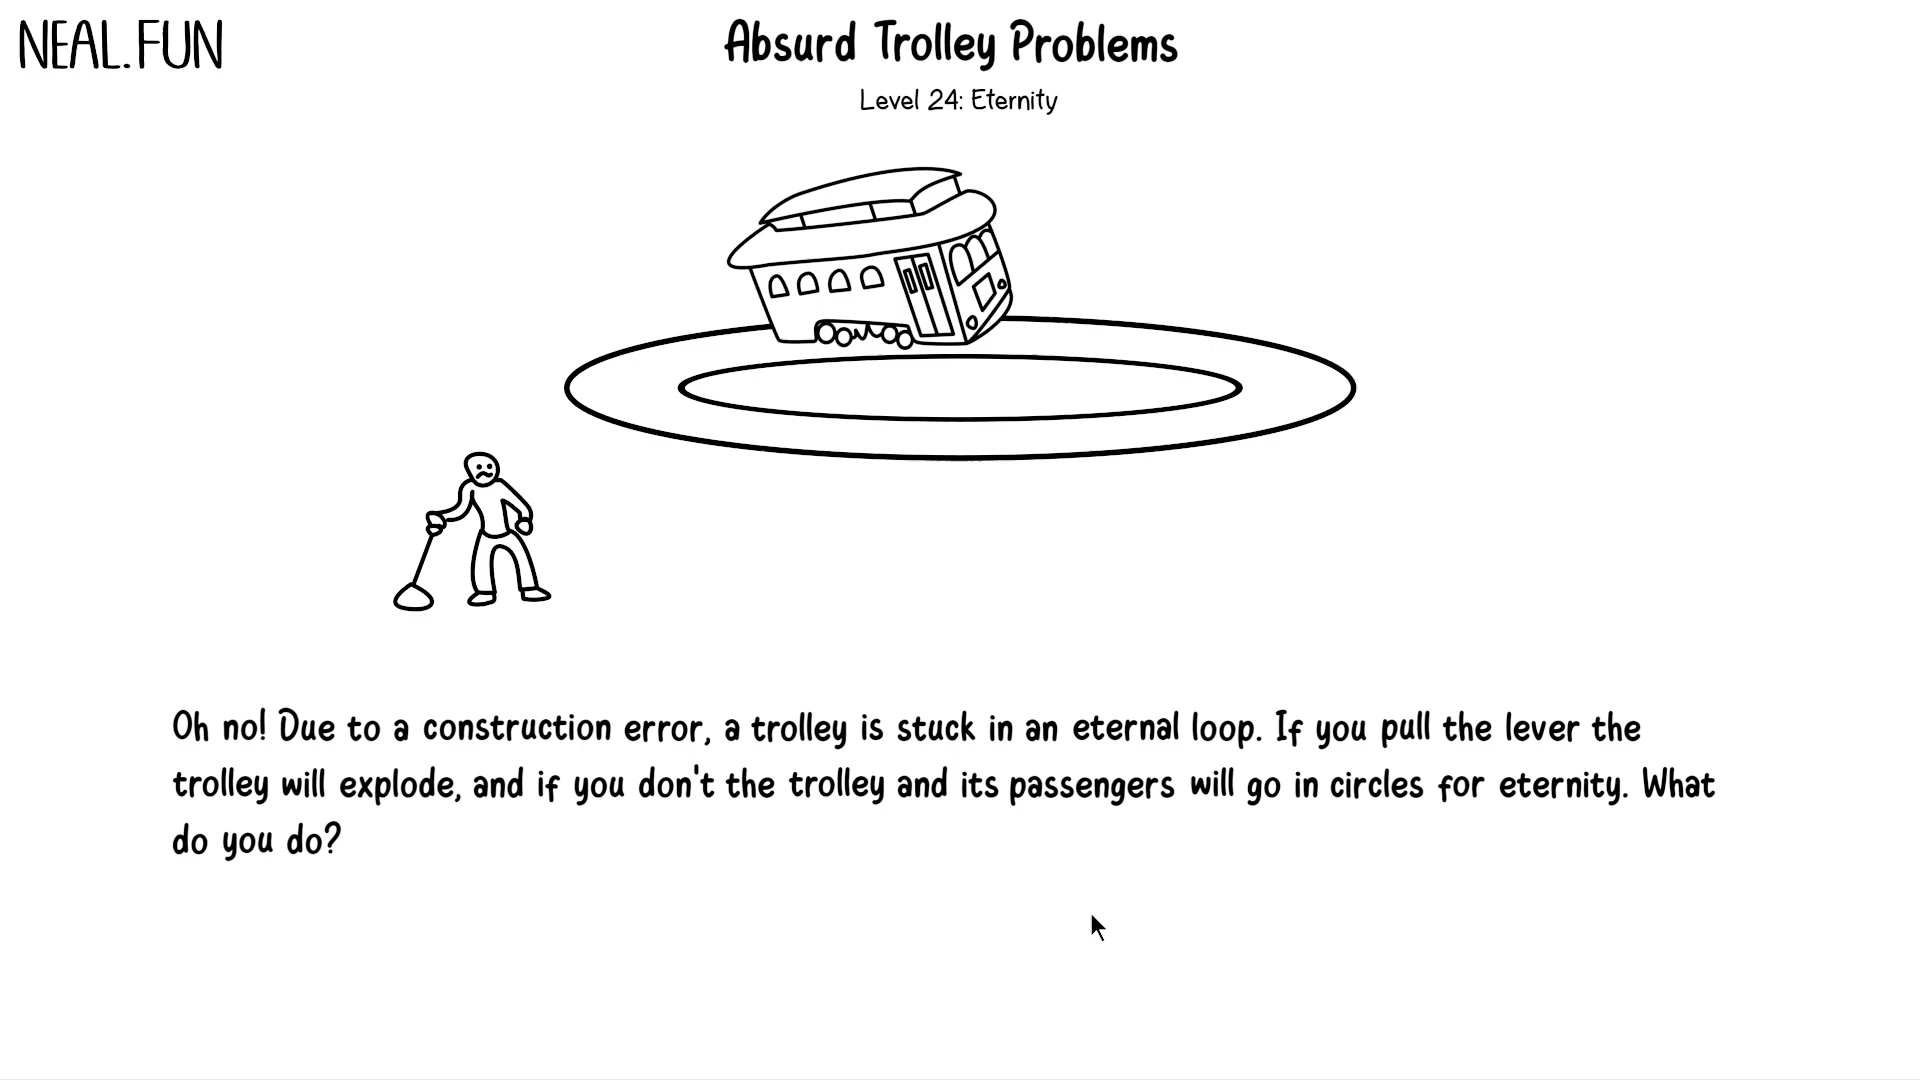 NEAL.FUN
Absurd Trolley Problems
Level 24: Eternity
Oh no! Due to a construction error, a trolley is stuck in an eternal loop. If you pull the lever the
trolley will explode, and if you don't the trolley and its passengers will go in circles for eternity. What
do you do?